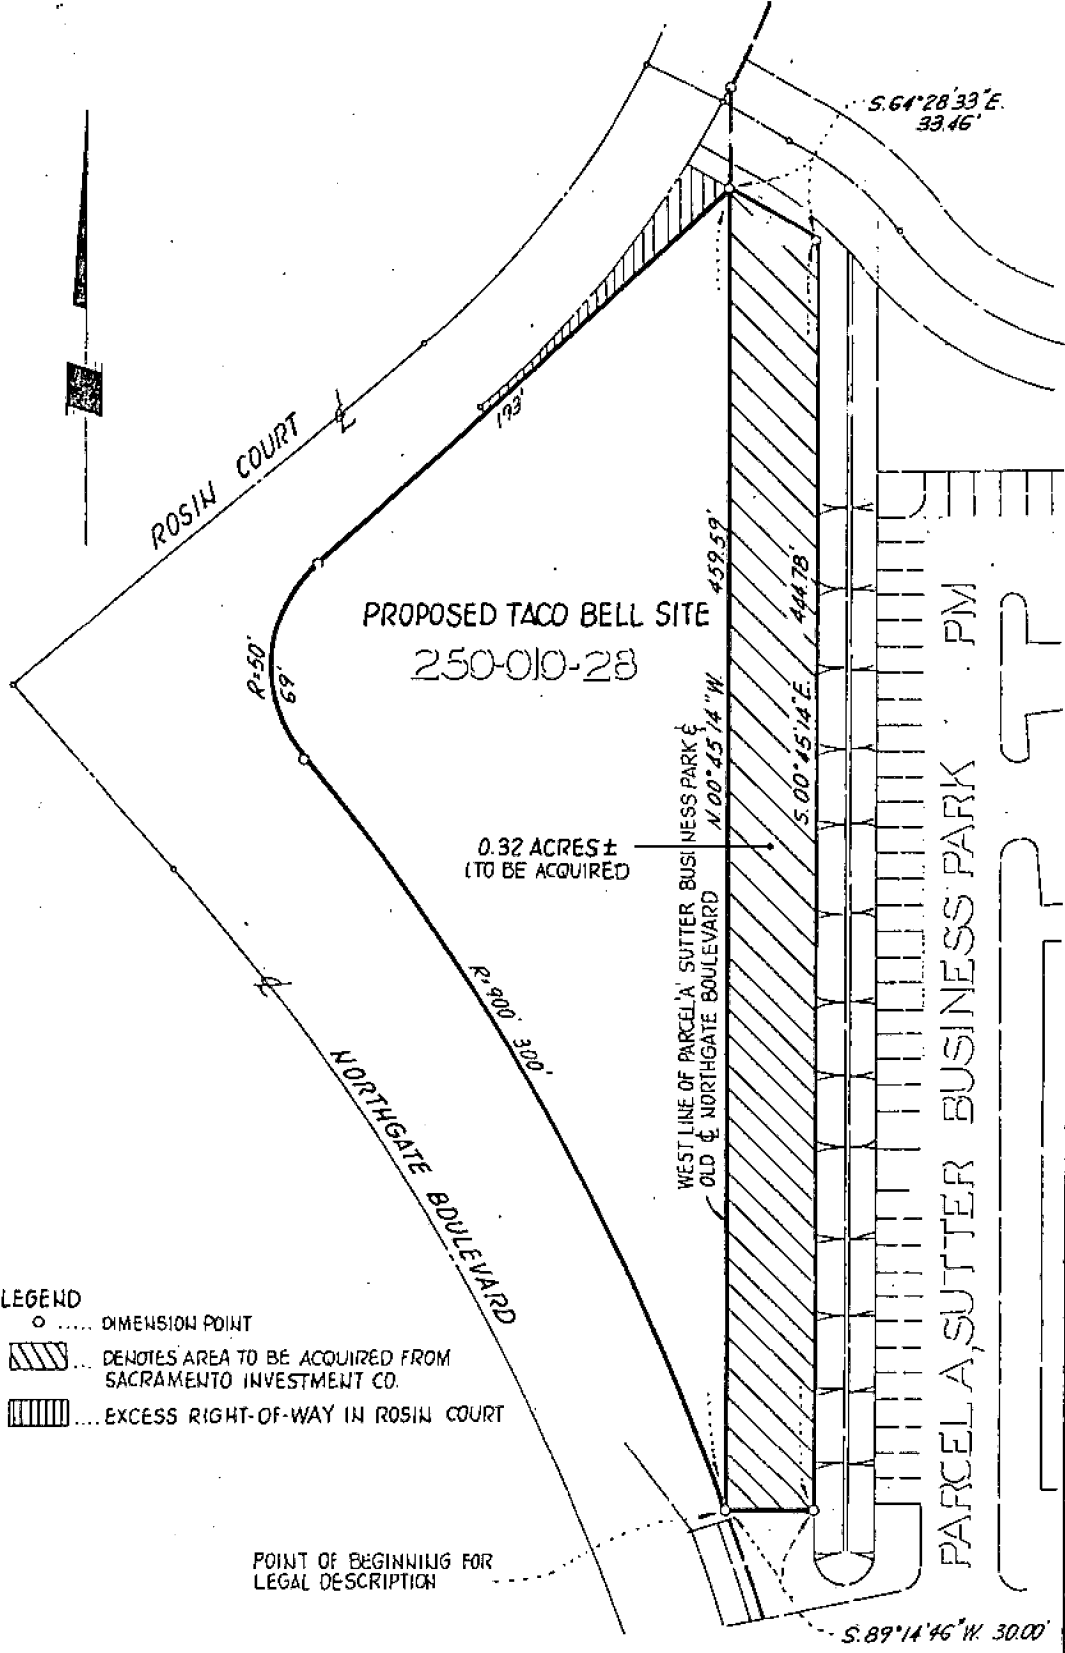 S.64°28'33"E.
33.46'
193'
ROSIN COURT
℄
PROPOSED TACO BELL SITE
250-010-28
R=50'
69'
459.59'
N.00°45'14"W.
444.78'
S.00°45'14"E.
0.32 ACRES±
(TO BE ACQUIRED
WEST LINE OF PARCEL 'A' SUTTER BUSINESS PARK &
OLD ℄ NORTHGATE BOULEVARD
R=900' 300'
℄
NORTHGATE BOULEVARD
PARCEL A, SUTTER BUSINESS PARK PM
LEGEND
..... DIMENSION POINT
... DENOTES AREA TO BE ACQUIRED FROM
SACRAMENTO INVESTMENT CO.
.... EXCESS RIGHT-OF-WAY IN ROSIN COURT
POINT OF BEGINNING FOR
LEGAL DESCRIPTION
S.89°14'46"W. 30.00'